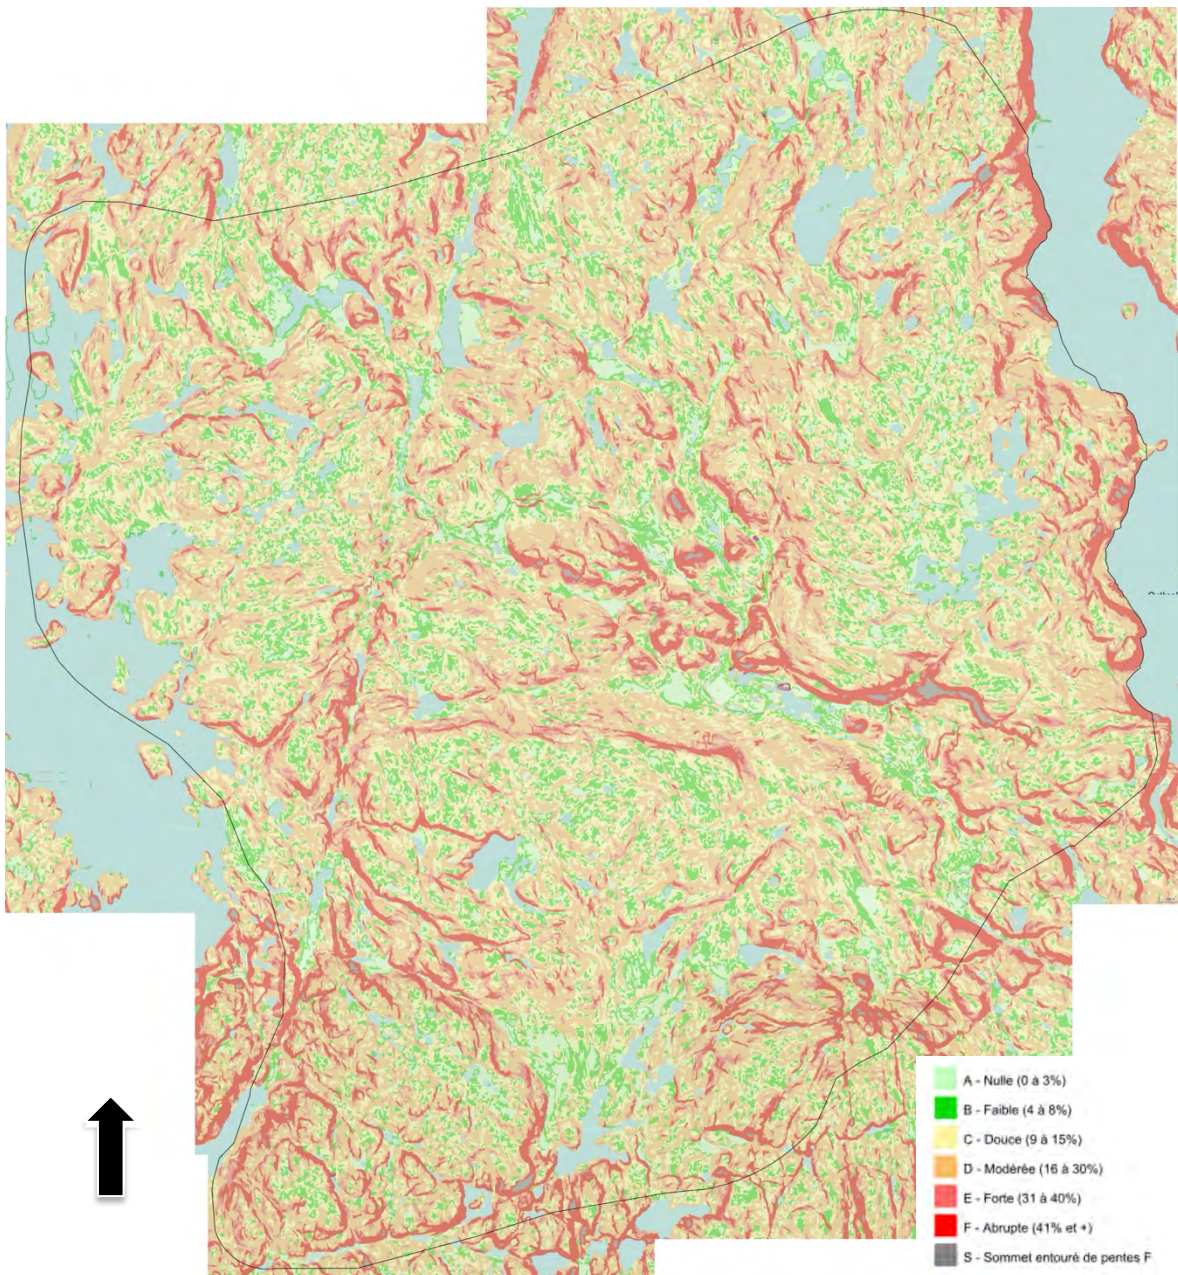 A - Nulle (0 à 3%)
B - Faible (4 à 8%)
C - Douce (9 à 15%)
D - Modérée (16 à 30%)
E - Forte (31 à 40%)
F - Abrupte (41% et +)
S - Sommet entouré de pentes F